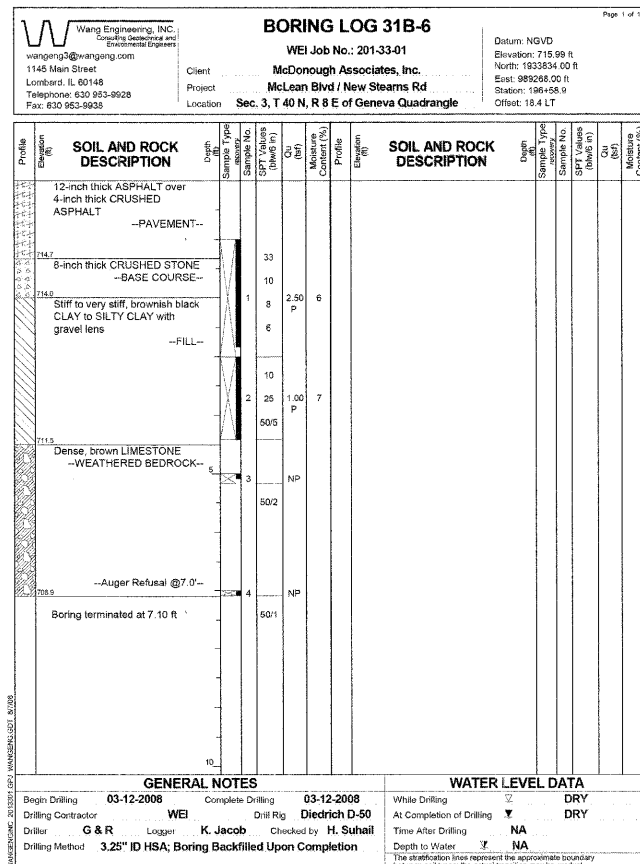 Page 1 of 1
Wang Engineering, INC.
Consulting Geotechnical and
Environmental Engineers
wangeng3@wangeng.com
1145 Main Street
Lombard, IL 60148
Telephone: 630 953-9928
Fax: 630 953-9938
BORING LOG 31B-6
WEI Job No.: 201-33-01
Client McDonough Associates, Inc.
Project McLean Blvd / New Stearns Rd
Location Sec. 3, T 40 N, R 8 E of Geneva Quadrangle
Datum: NGVD
Elevation: 715.99 ft
North: 1933834.00 ft
East: 989268.00 ft
Station: 196+58.9
Offset: 18.4 LT
Profile
Elevation (ft)
SOIL AND ROCK
DESCRIPTION
Depth (ft)
Sample Type
recovery
Sample No.
SPT Values (blw/6 in)
Qu (tsf)
Moisture Content (%)
Profile
Elevation (ft)
SOIL AND ROCK
DESCRIPTION
Depth (ft)
Sample Type
recovery
Sample No.
SPT Values (blw/6 in)
Qu (tsf)
Moisture Content (%)
12-inch thick ASPHALT over
4-inch thick CRUSHED
ASPHALT
--PAVEMENT--
714.7
8-inch thick CRUSHED STONE
--BASE COURSE--
714.0
Stiff to very stiff, brownish black
CLAY to SILTY CLAY with
gravel lens
--FILL--
33
10
1 8 2.50 6
P
6
10
2 25 1.00 7
P
50/5
711.5
Dense, brown LIMESTONE
--WEATHERED BEDROCK--
5
3 NP
50/2
--Auger Refusal @7.0'--
708.9
4 NP
Boring terminated at 7.10 ft
50/1
10
WANGENGINC 2013301.GPJ WANGENG.GDT 8/7/08
GENERAL NOTES
Begin Drilling 03-12-2008 Complete Drilling 03-12-2008
Drilling Contractor WEI Drill Rig Diedrich D-50
Driller G & R Logger K. Jacob Checked by H. Suhail
Drilling Method 3.25" ID HSA; Boring Backfilled Upon Completion
WATER LEVEL DATA
While Drilling DRY
At Completion of Drilling DRY
Time After Drilling NA
Depth to Water NA
The stratification lines represent the approximate boundary